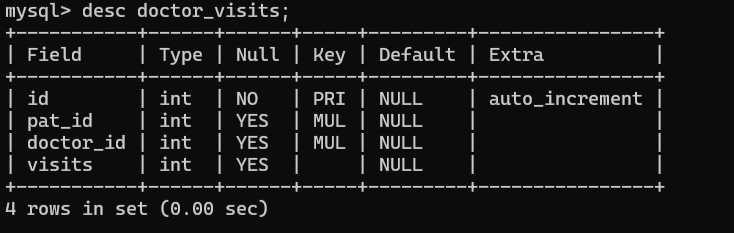 mysql> desc doctor_visits;
+-----------+------+------+-----+---------+----------------+
| Field     | Type | Null | Key | Default | Extra          |
+-----------+------+------+-----+---------+----------------+
| id        | int  | NO   | PRI | NULL    | auto_increment |
| pat_id    | int  | YES  | MUL | NULL    |                |
| doctor_id | int  | YES  | MUL | NULL    |                |
| visits    | int  | YES  |     | NULL    |                |
+-----------+------+------+-----+---------+----------------+
4 rows in set (0.00 sec)